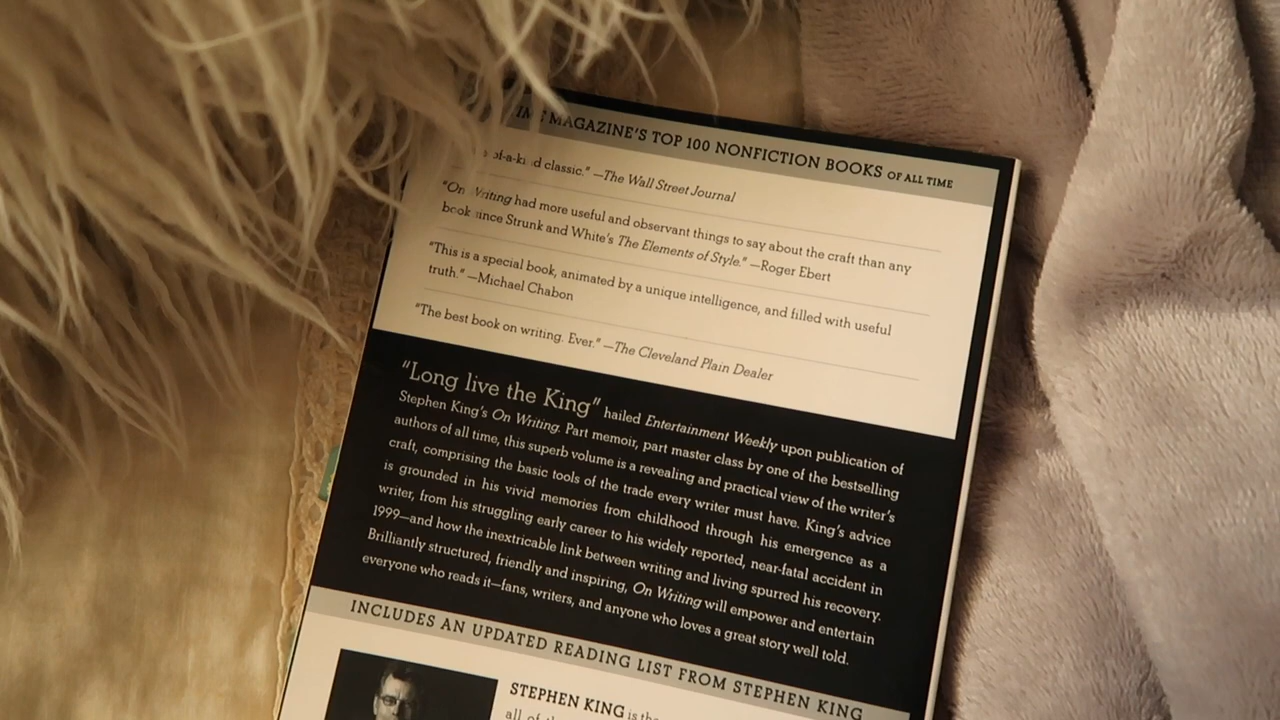 MAGAZINE'S TOP 100 NONFICTION BOOKS OF ALL TIME
classic." —The Wall Street Journal
"On Writing had more useful and observant things to say about the craft than any
book since Strunk and White's The Elements of Style." —Roger Ebert
"This is a special book, animated by a unique intelligence, and filled with useful
truth." —Michael Chabon
"The best book on writing. Ever." —The Cleveland Plain Dealer
"Long live the King" hailed Entertainment Weekly upon publication of
Stephen King's On Writing. Part memoir, part master class by one of the bestselling
authors of all time, this superb volume is a revealing and practical view of the writer's
craft, comprising the basic tools of the trade every writer must have. King's advice
is grounded in his vivid memories from childhood through his emergence as a
writer, from his struggling early career to his widely reported, near-fatal accident in
1999—and how the inextricable link between writing and living spurred his recovery.
Brilliantly structured, friendly and inspiring, On Writing will empower and entertain
everyone who reads it—fans, writers, and anyone who loves a great story well told.
INCLUDES AN UPDATED READING LIST FROM STEPHEN KING
STEPHEN KING is the
all of th